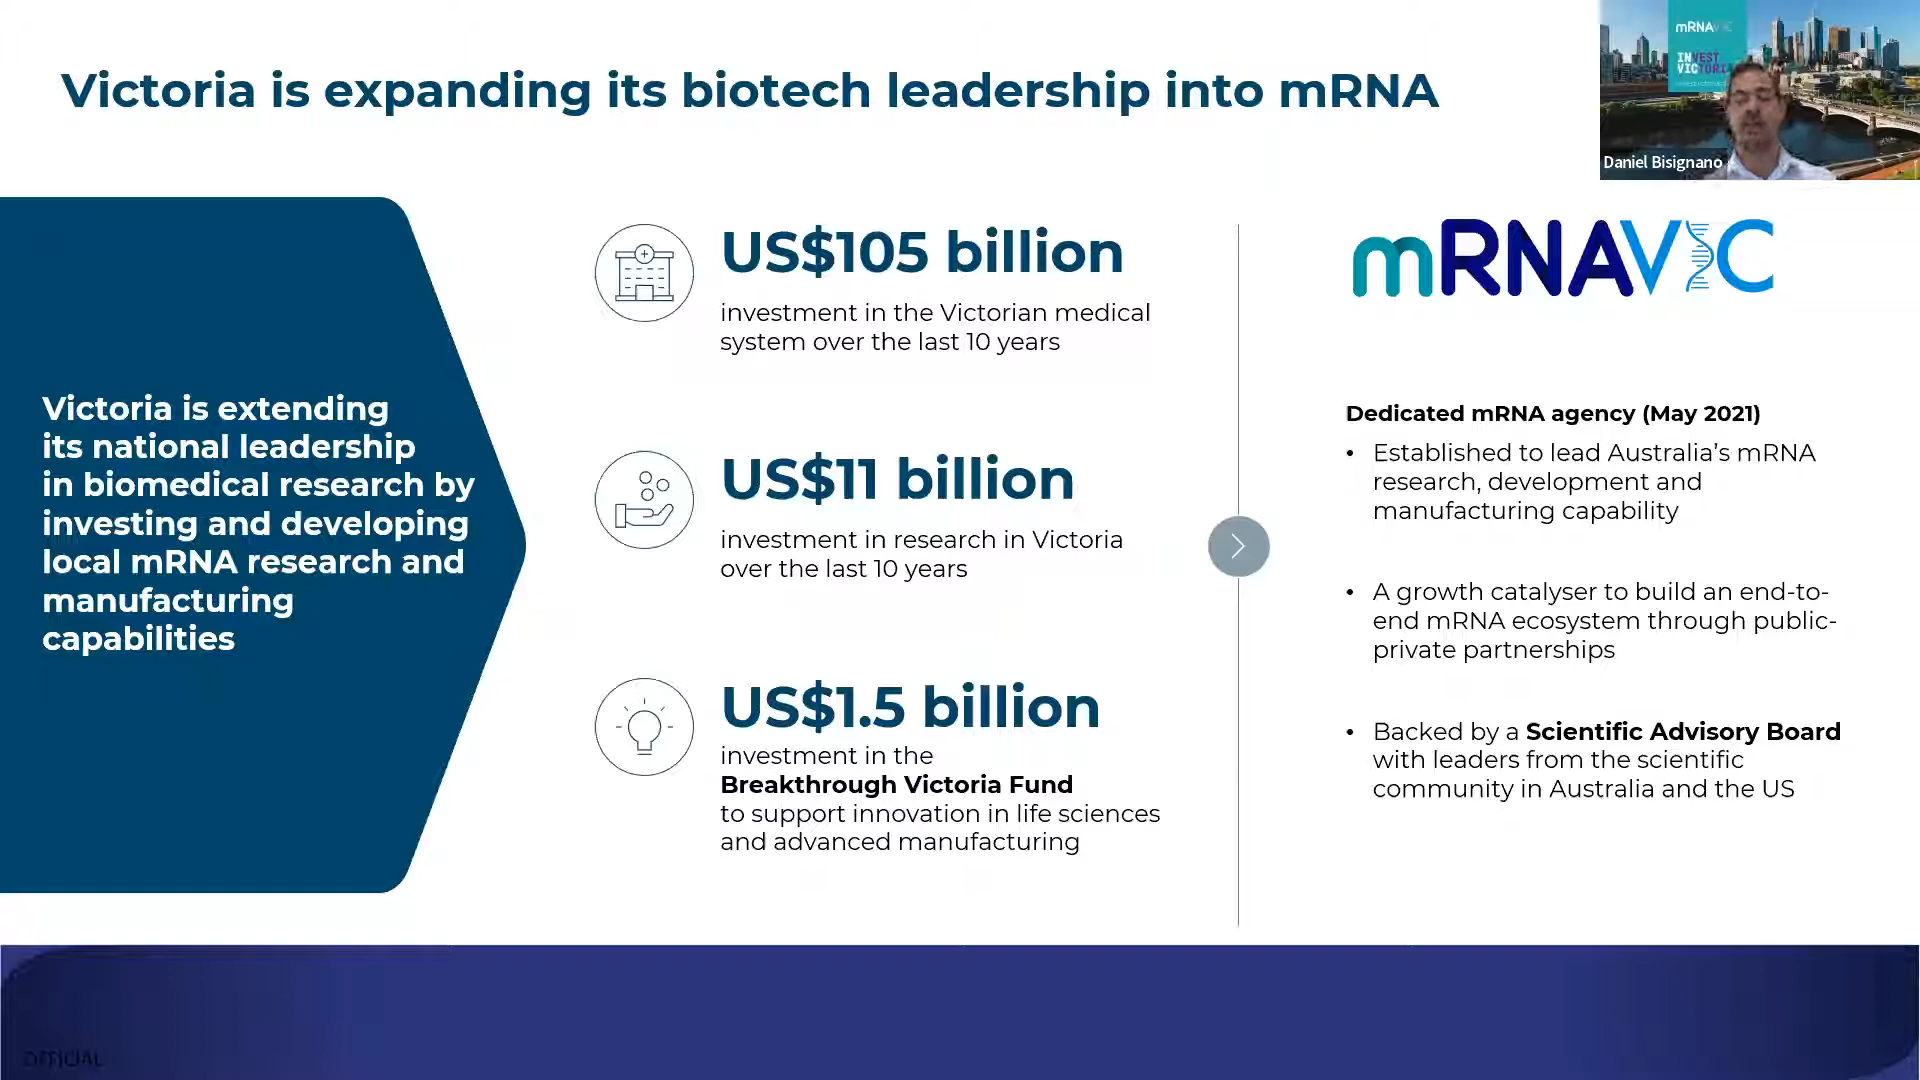 Victoria is expanding its biotech leadership into mRNA
mRNAVIC
INVEST
VICTORIA
Daniel Bisignano
Victoria is extending
its national leadership
in biomedical research by
investing and developing
local mRNA research and
manufacturing
capabilities
US$105 billion
investment in the Victorian medical
system over the last 10 years
US$11 billion
investment in research in Victoria
over the last 10 years
US$1.5 billion
investment in the
Breakthrough Victoria Fund
to support innovation in life sciences
and advanced manufacturing
mRNAVIC
Dedicated mRNA agency (May 2021)
• Established to lead Australia’s mRNA
research, development and
manufacturing capability
• A growth catalyser to build an end-to-
end mRNA ecosystem through public-
private partnerships
• Backed by a Scientific Advisory Board
with leaders from the scientific
community in Australia and the US
OFFICIAL